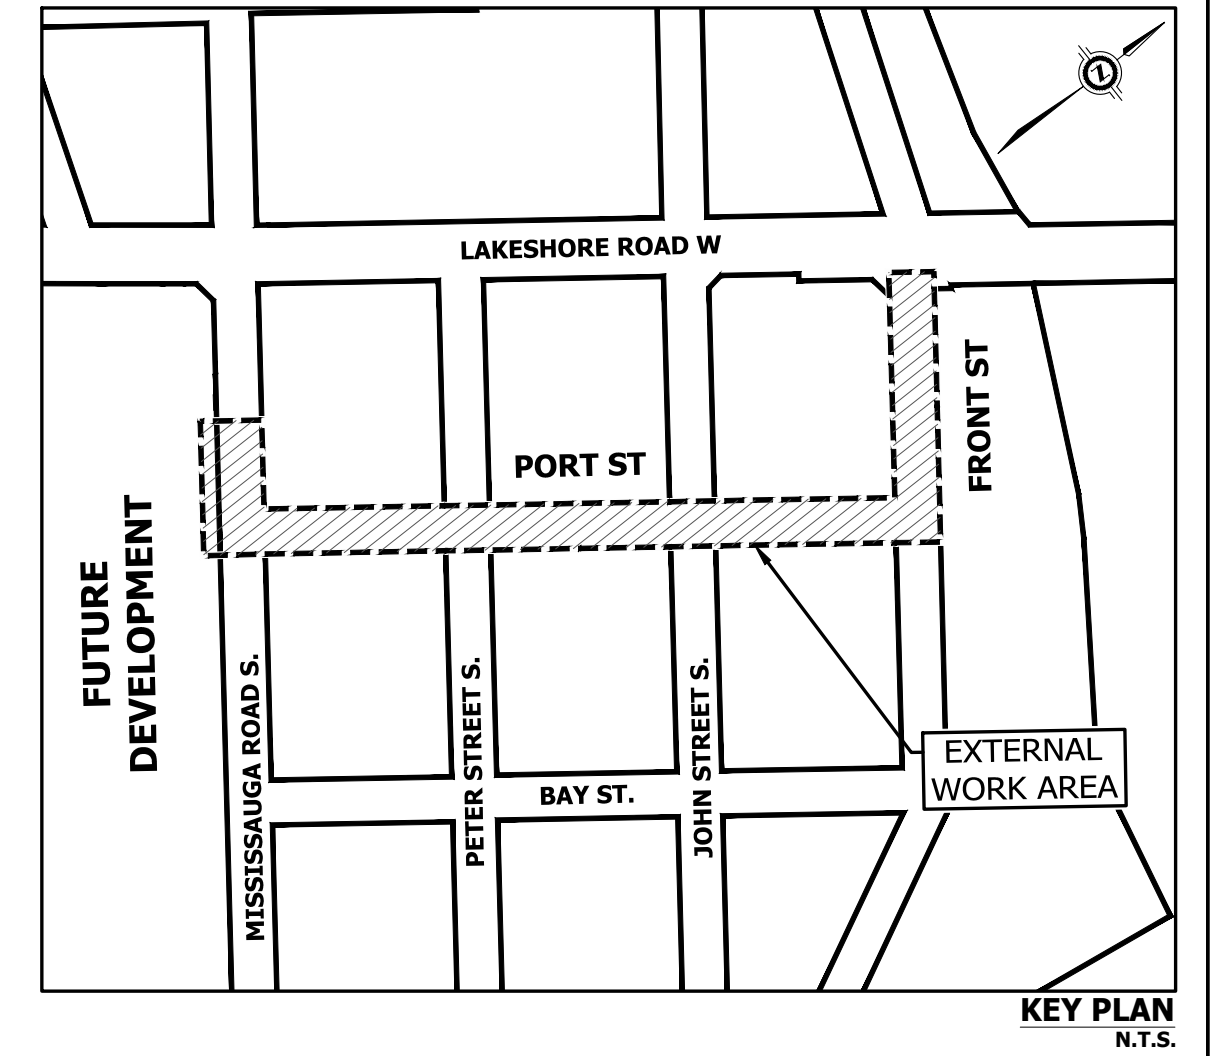 Z
LAKESHORE ROAD W
FRONT ST
PORT ST
FUTURE
DEVELOPMENT
MISSISSAUGA ROAD S.
PETER STREET S.
JOHN STREET S.
EXTERNAL
WORK AREA
BAY ST.
KEY PLAN
N.T.S.